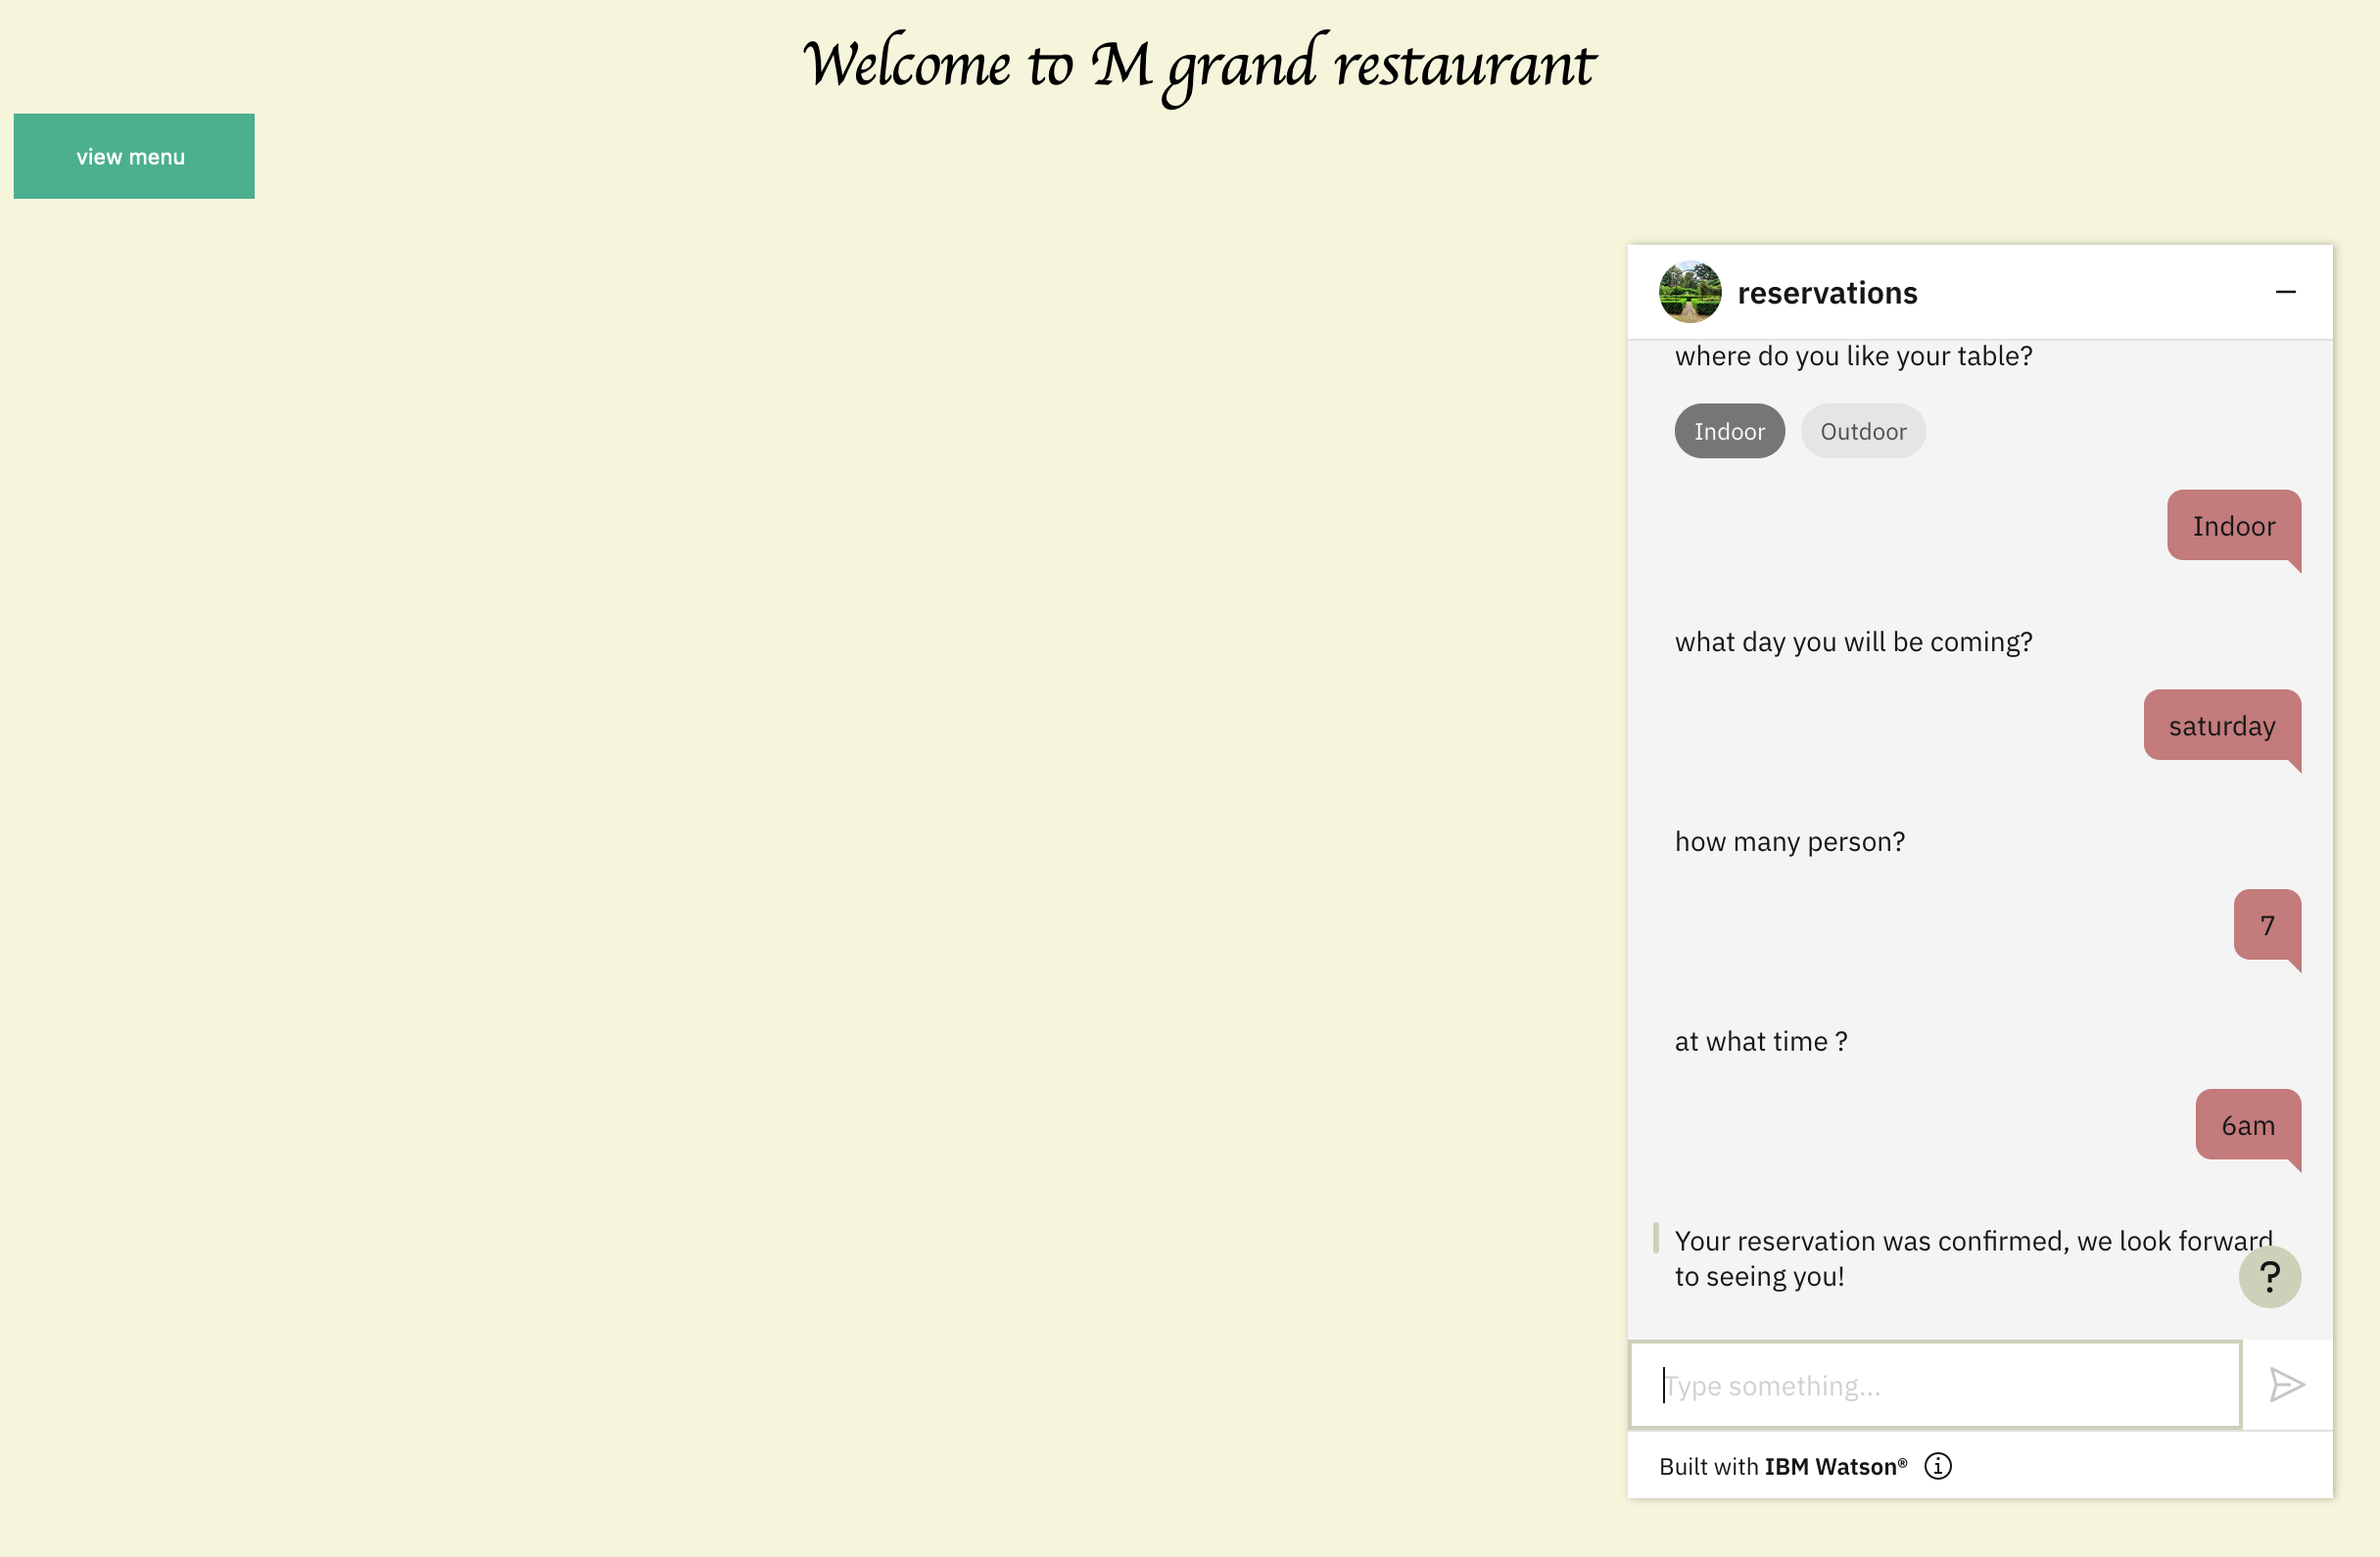 Welcome to M grand restaurant
view menu
reservations
where do you like your table?
Indoor Outdoor
Indoor
what day you will be coming?
saturday
how many person?
7
at what time ?
6am
Your reservation was confirmed, we look forward
to seeing you!
?
Type something...
Built with IBM Watson®